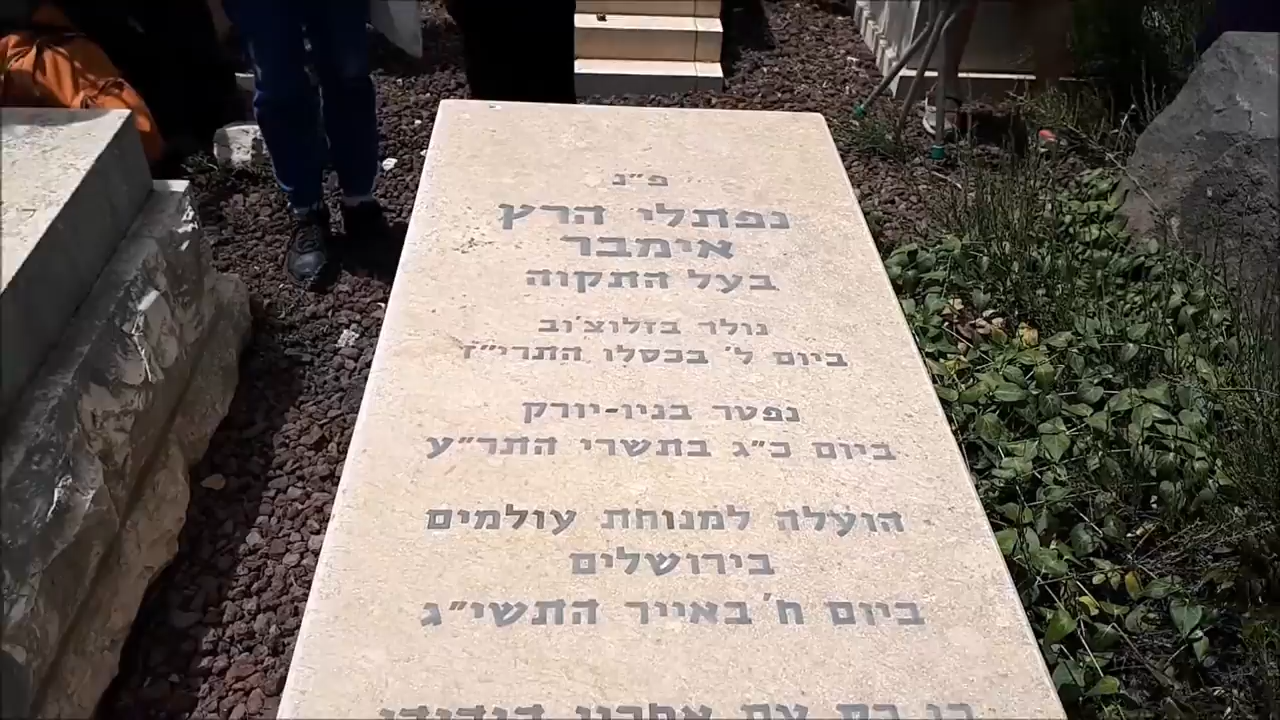 פ״נ
נפתלי הרץ
אימבר
בעל התקוה
נולד בזלוצ׳וב
ביום ל׳ בכסלו התרי״ז
נפטר בניו-יורק
ביום כ״ג בתשרי התר״ע
הועלה למנוחת עולמים
בירושלים
ביום ח׳ באייר התשי״ג